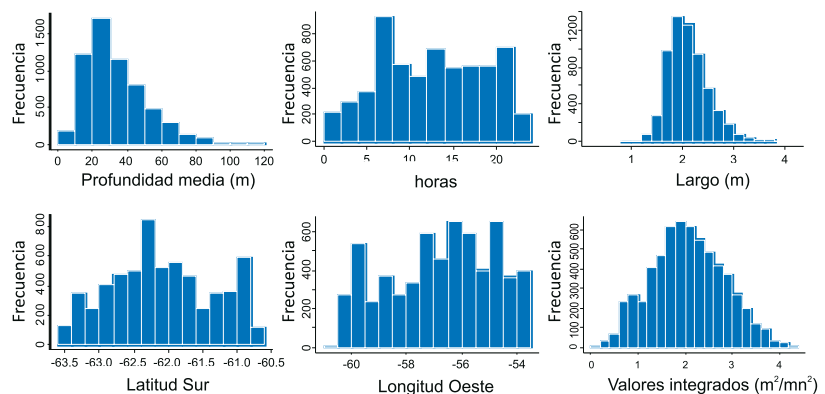 Frecuencia
0 500 1 000 1 500
0 20 40 60 80 100 120
Profundidad media (m)
Frecuencia
0 200 400 600 800
0 5 10 15 20
horas
Frecuencia
0 400 800 1200
1 2 3 4
Largo (m)
Frecuencia
0 200 400 600 800
-63.5 -63.0 -62.5 -62.0 -61.5 -61.0 -60.5
Latitud Sur
Frecuencia
0 200 400 600
-60 -58 -56 -54
Longitud Oeste
Frecuencia
0 100 200 300 400 500 600
0 1 2 3 4
Valores integrados (m²/mn²)